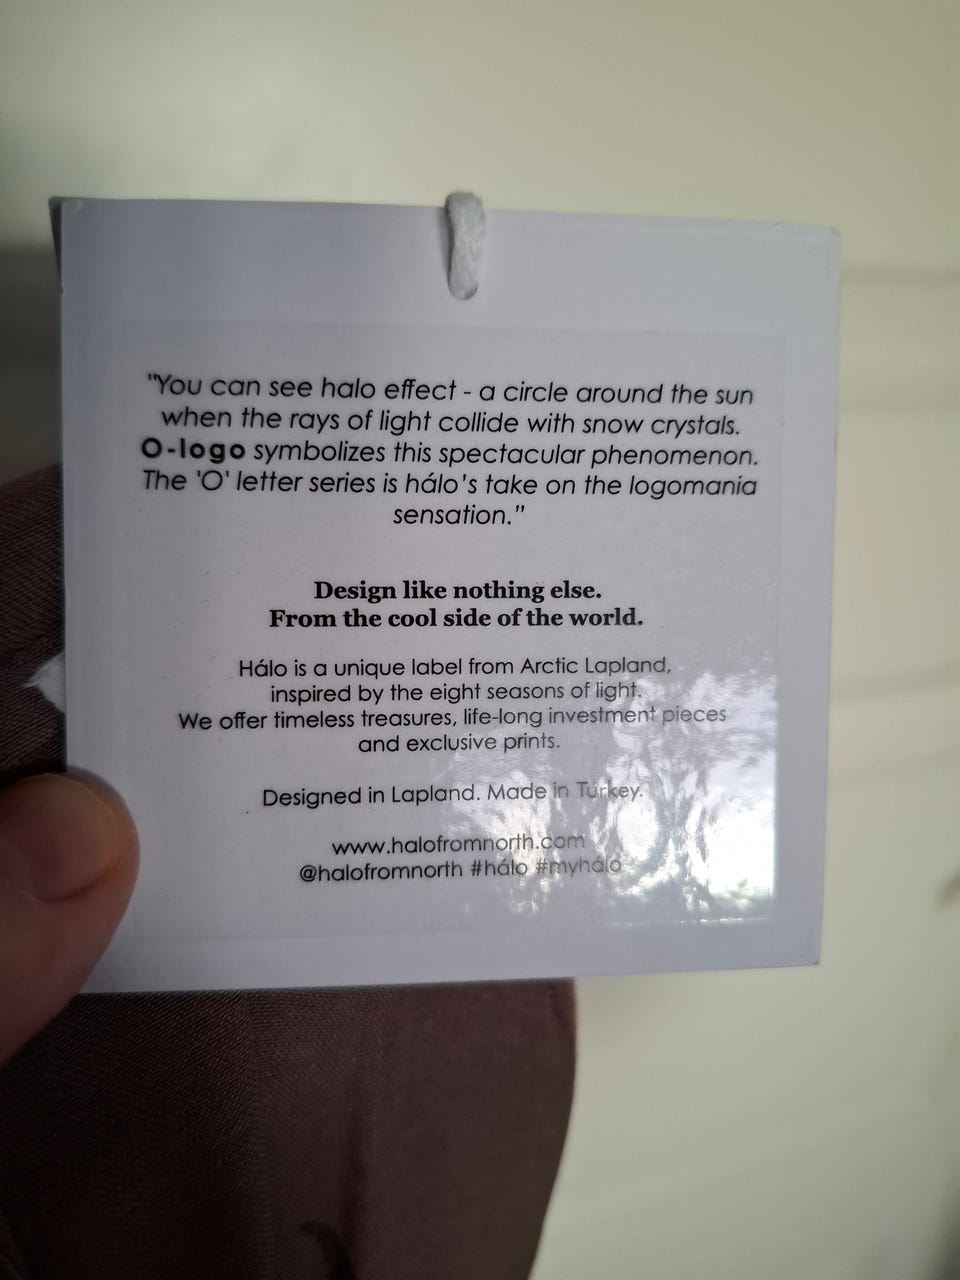 "You can see halo effect - a circle around the sun
when the rays of light collide with snow crystals.
O-logo symbolizes this spectacular phenomenon.
The 'O' letter series is hálo's take on the logomania
sensation."
Design like nothing else.
From the cool side of the world.
Hálo is a unique label from Arctic Lapland,
inspired by the eight seasons of light.
We offer timeless treasures, life-long investment pieces
and exclusive prints.
Designed in Lapland. Made in Turkey.
www.halofromnorth.com
@halofromnorth #hálo #myhálo